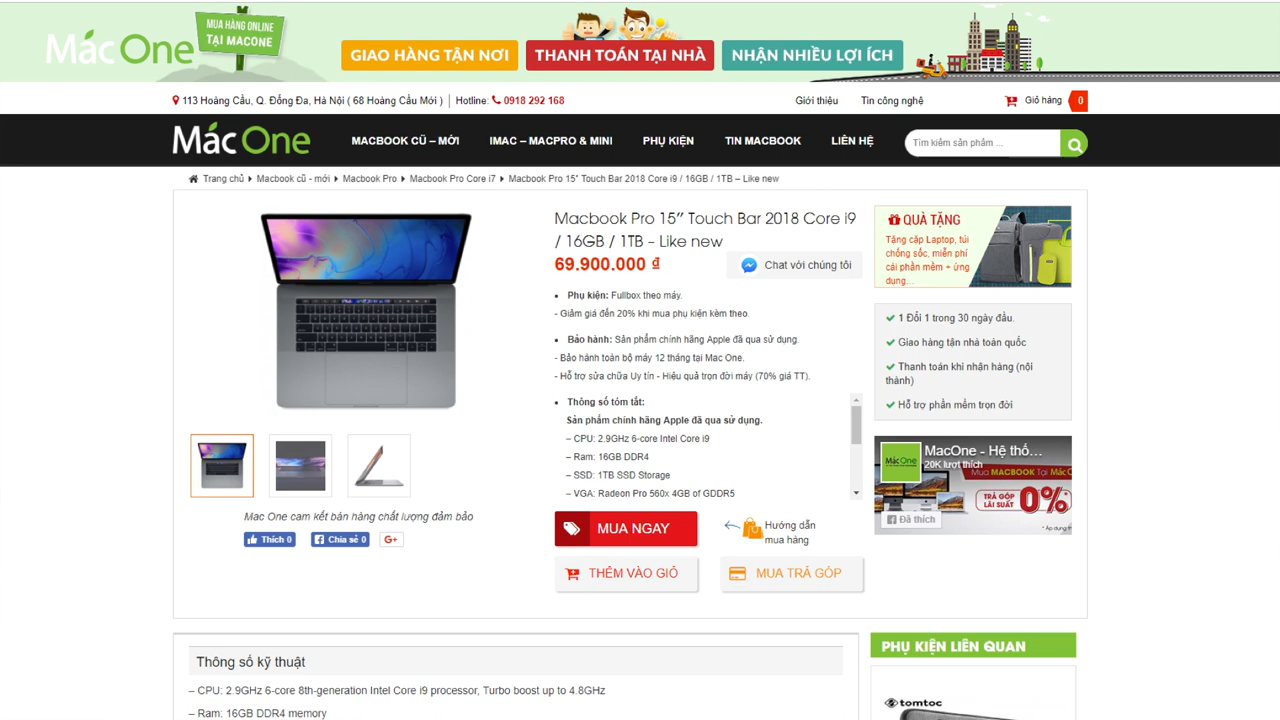 Mác One
MUA HÀNG ONLINE
TẠI MACONE
GIAO HÀNG TẬN NƠI
THANH TOÁN TẠI NHÀ
NHẬN NHIỀU LỢI ÍCH
113 Hoàng Cầu, Q. Đống Đa, Hà Nội ( 68 Hoàng Cầu Mới )
Hotline: 0918 292 168
Giới thiệu
Tin công nghệ
Giỏ hàng
0
Mác One
MACBOOK CŨ – MỚI
IMAC – MACPRO & MINI
PHỤ KIỆN
TIN MACBOOK
LIÊN HỆ
Tìm kiếm sản phẩm ...
Trang chủ
Macbook cũ - mới
Macbook Pro
Macbook Pro Core i7
Macbook Pro 15" Touch Bar 2018 Core i9 / 16GB / 1TB – Like new
Macbook Pro 15″ Touch Bar 2018 Core i9
/ 16GB / 1TB – Like new
69.900.000 ₫
Chat với chúng tôi
• Phụ kiện: Fullbox theo máy.
- Giảm giá đến 20% khi mua phụ kiện kèm theo.
• Bảo hành: Sản phẩm chính hãng Apple đã qua sử dụng.
- Bảo hành toàn bộ máy 12 tháng tại Mac One.
- Hỗ trợ sửa chữa Uy tín - Hiệu quả trọn đời máy (70% giá TT).
• Thông số tóm tắt:
Sản phẩm chính hãng Apple đã qua sử dụng.
– CPU: 2.9GHz 6-core Intel Core i9
– Ram: 16GB DDR4
– SSD: 1TB SSD Storage
– VGA: Radeon Pro 560x 4GB of GDDR5
MUA NGAY
Hướng dẫn
mua hàng
THÊM VÀO GIỎ
MUA TRẢ GÓP
Mac One cam kết bán hàng chất lượng đảm bảo
Thích 0
Chia sẻ 0
G+
QUÀ TẶNG
Tặng cặp Laptop, túi
chống sốc, miễn phí
cài phần mềm + ứng
dụng…
1 Đổi 1 trong 30 ngày đầu.
Giao hàng tận nhà toàn quốc
Thanh toán khi nhận hàng (nội
thành)
Hỗ trợ phần mềm trọn đời
MacOne
MacOne - Hệ thố...
20K lượt thích
MUA MACBOOK TẠI MACO
TRẢ GÓP
LÃI SUẤT
0%
Đã thích
Thông số kỹ thuật
– CPU: 2.9GHz 6-core 8th-generation Intel Core i9 processor, Turbo boost up to 4.8GHz
– Ram: 16GB DDR4 memory
PHỤ KIỆN LIÊN QUAN
tomtoc